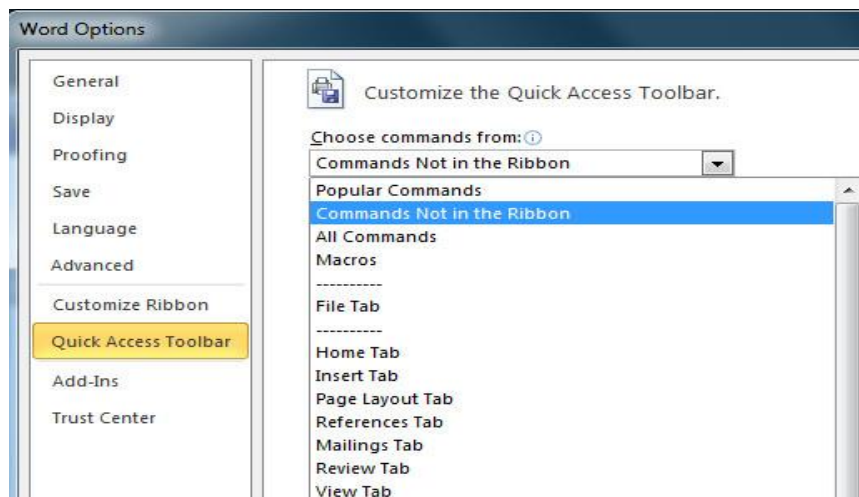 Word Options
General
Display
Proofing
Save
Language
Advanced
Customize Ribbon
Quick Access Toolbar
Add-Ins
Trust Center
Customize the Quick Access Toolbar.
Choose commands from:
Commands Not in the Ribbon
Popular Commands
Commands Not in the Ribbon
All Commands
Macros
----------
File Tab
----------
Home Tab
Insert Tab
Page Layout Tab
References Tab
Mailings Tab
Review Tab
View Tab